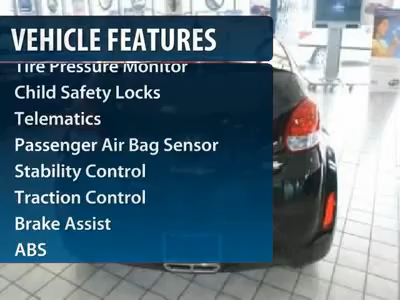 VEHICLE FEATURES
Tire Pressure Monitor
Child Safety Locks
Telematics
Passenger Air Bag Sensor
Stability Control
Traction Control
Brake Assist
ABS